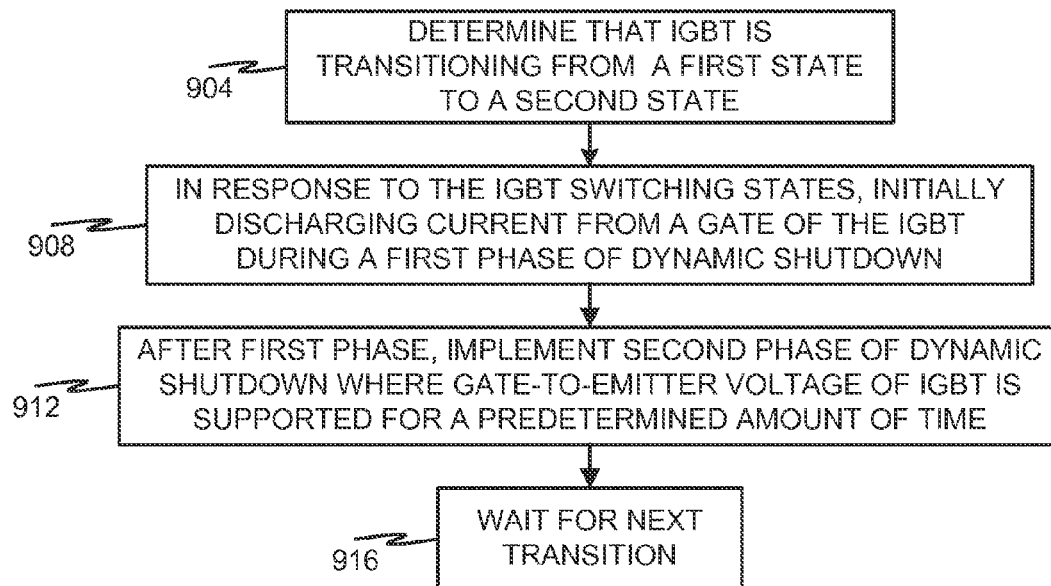 DETERMINE THAT IGBT IS
TRANSITIONING FROM A FIRST STATE
TO A SECOND STATE
904
IN RESPONSE TO THE IGBT SWITCHING STATES, INITIALLY
DISCHARGING CURRENT FROM A GATE OF THE IGBT
DURING A FIRST PHASE OF DYNAMIC SHUTDOWN
908
AFTER FIRST PHASE, IMPLEMENT SECOND PHASE OF DYNAMIC
SHUTDOWN WHERE GATE-TO-EMITTER VOLTAGE OF IGBT IS
SUPPORTED FOR A PREDETERMINED AMOUNT OF TIME
912
WAIT FOR NEXT
TRANSITION
916